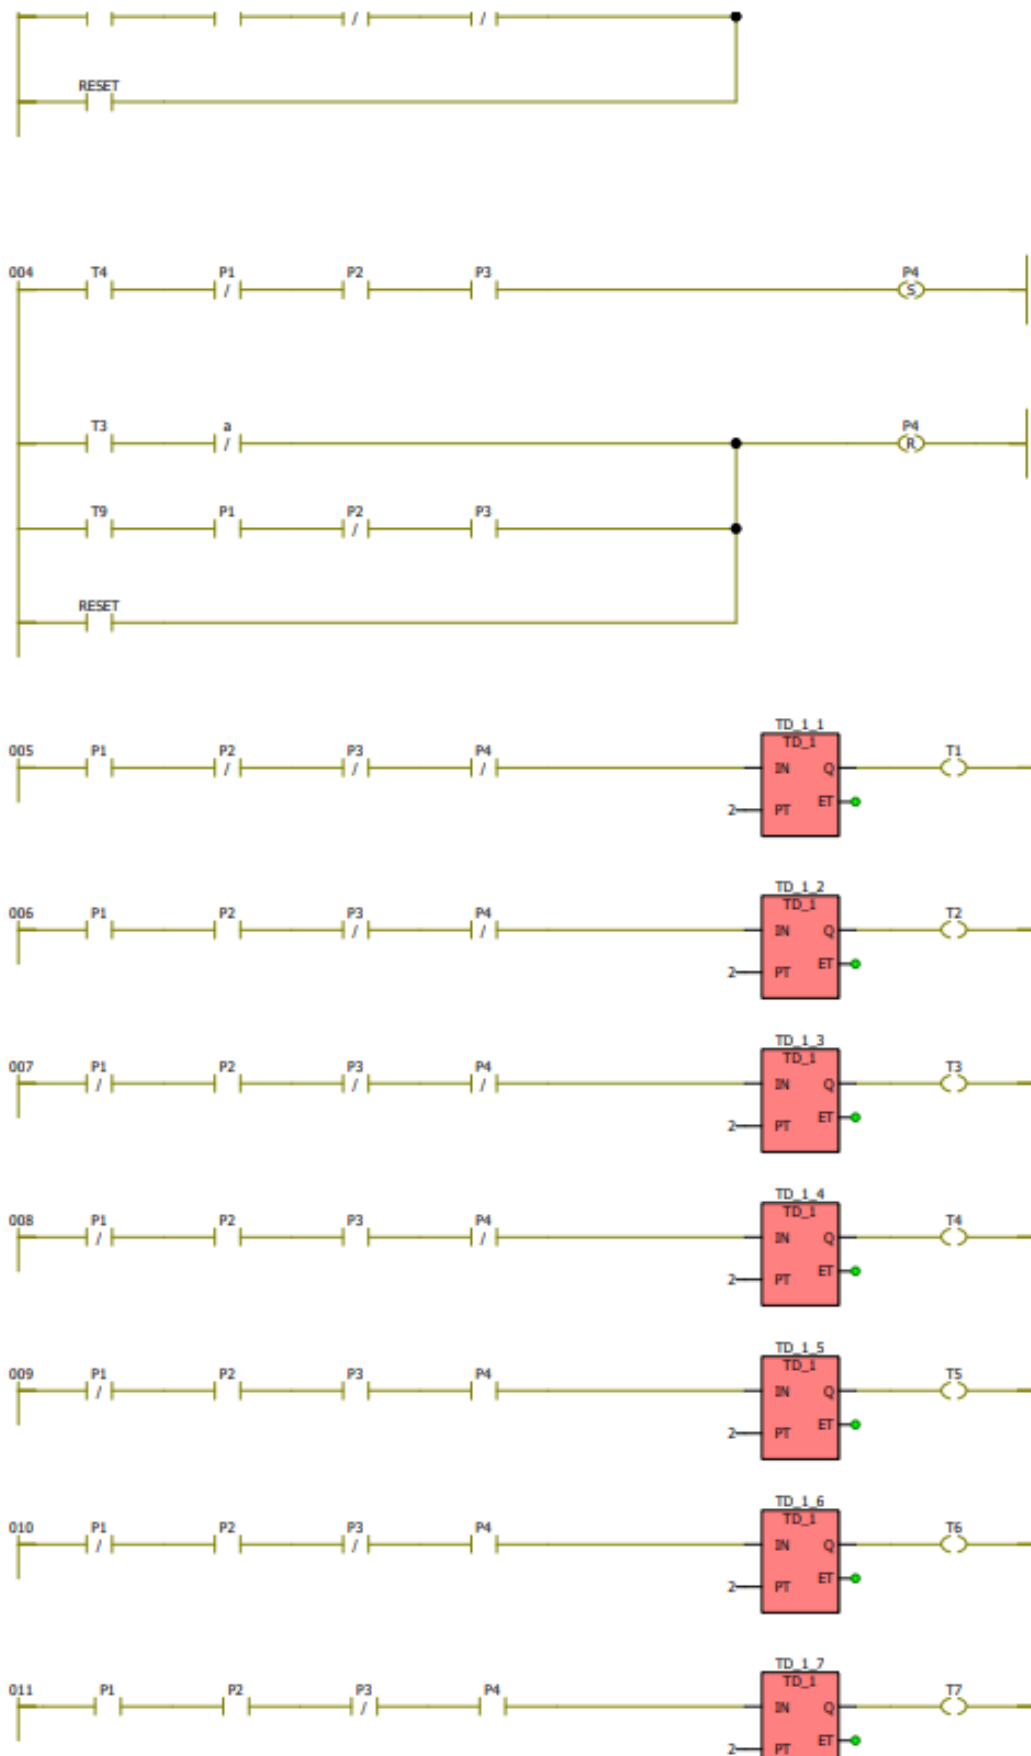 RESET
004 T4 P1 P2 P3 P4
/ S
T3 a P4
/ R
T9 P1 P2 P3
/
RESET
TD_1_1
005 P1 P2 P3 P4 TD_1 T1
/ / / IN Q
2 PT ET
TD_1_2
006 P1 P2 P3 P4 TD_1 T2
/ / IN Q
2 PT ET
TD_1_3
007 P1 P2 P3 P4 TD_1 T3
/ / / IN Q
2 PT ET
TD_1_4
008 P1 P2 P3 P4 TD_1 T4
/ / IN Q
2 PT ET
TD_1_5
009 P1 P2 P3 P4 TD_1 T5
/ IN Q
2 PT ET
TD_1_6
010 P1 P2 P3 P4 TD_1 T6
/ / IN Q
2 PT ET
TD_1_7
011 P1 P2 P3 P4 TD_1 T7
/ IN Q
2 PT ET